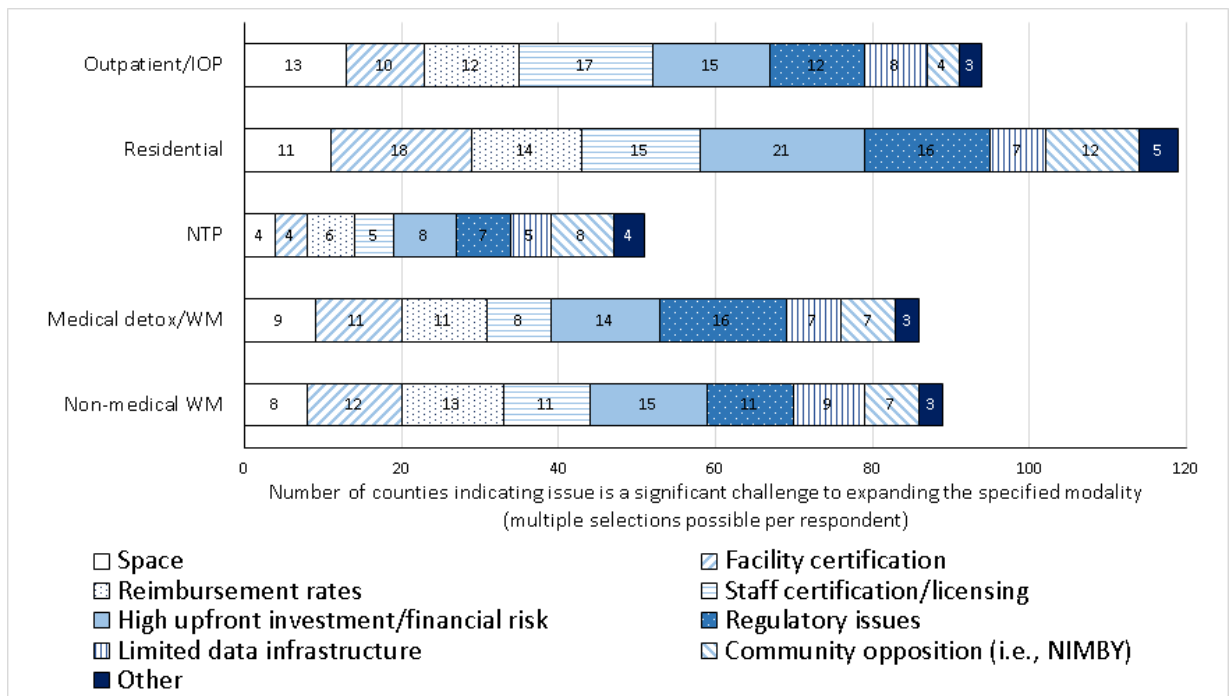 Outpatient/IOP
13 10 12 17 15 12 8 4 3
Residential
11 18 14 15 21 16 7 12 5
NTP
4 4 6 5 8 7 5 8 4
Medical detox/WM
9 11 11 8 14 16 7 7 3
Non-medical WM
8 12 13 11 15 11 9 7 3
0 20 40 60 80 100 120
Number of counties indicating issue is a significant challenge to expanding the specified modality
(multiple selections possible per respondent)
Space
Facility certification
Reimbursement rates
Staff certification/licensing
High upfront investment/financial risk
Regulatory issues
Limited data infrastructure
Community opposition (i.e., NIMBY)
Other